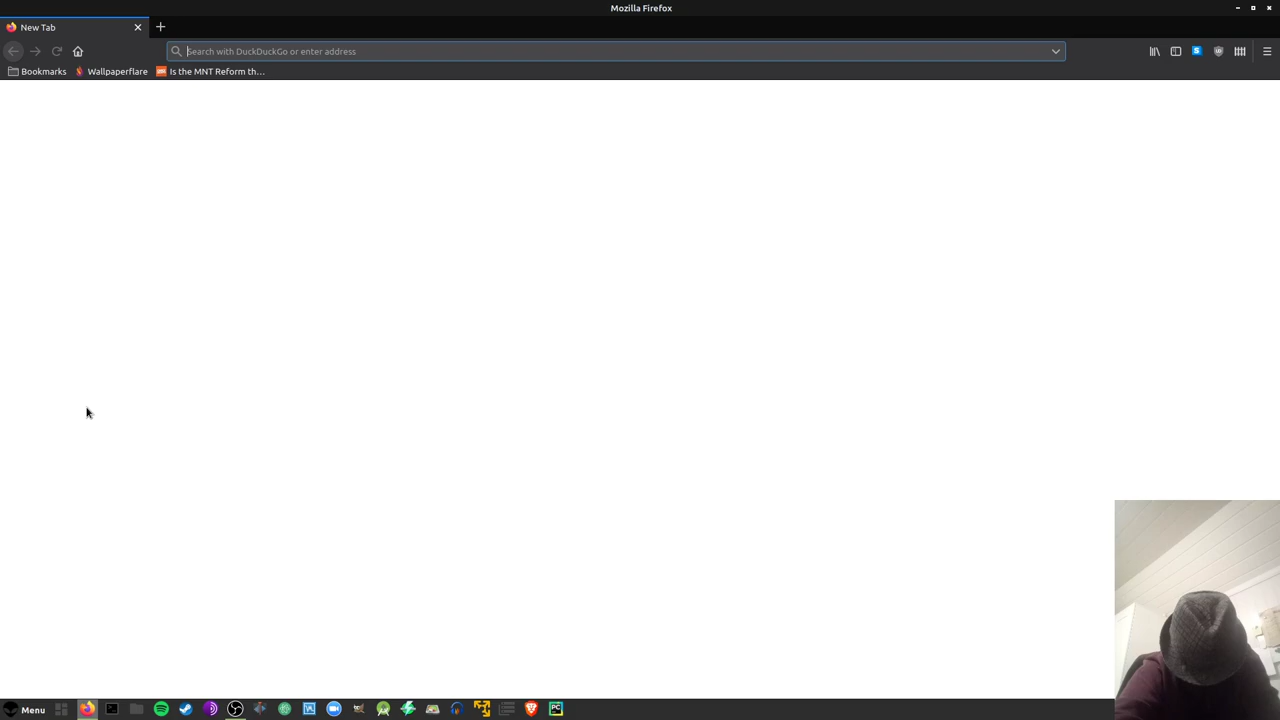 Mozilla Firefox
New Tab
Search with DuckDuckGo or enter address
Bookmarks Wallpaperflare Is the MNT Reform th...
Menu